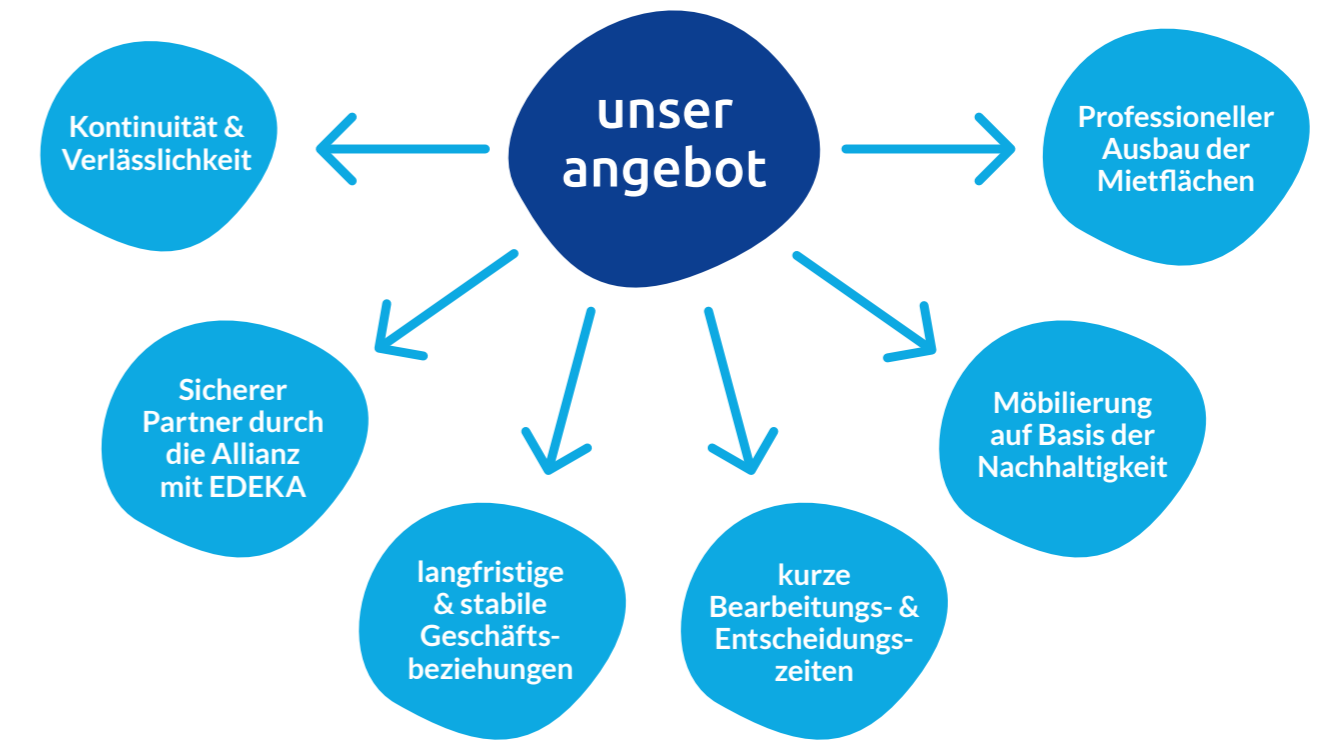 unser
angebot
Kontinuität &
Verlässlichkeit
Professioneller
Ausbau der
Mietflächen
Sicherer
Partner durch
die Allianz
mit EDEKA
Möbilierung
auf Basis der
Nachhaltigkeit
langfristige
& stabile
Geschäfts-
beziehungen
kurze
Bearbeitungs- &
Entscheidungs-
zeiten